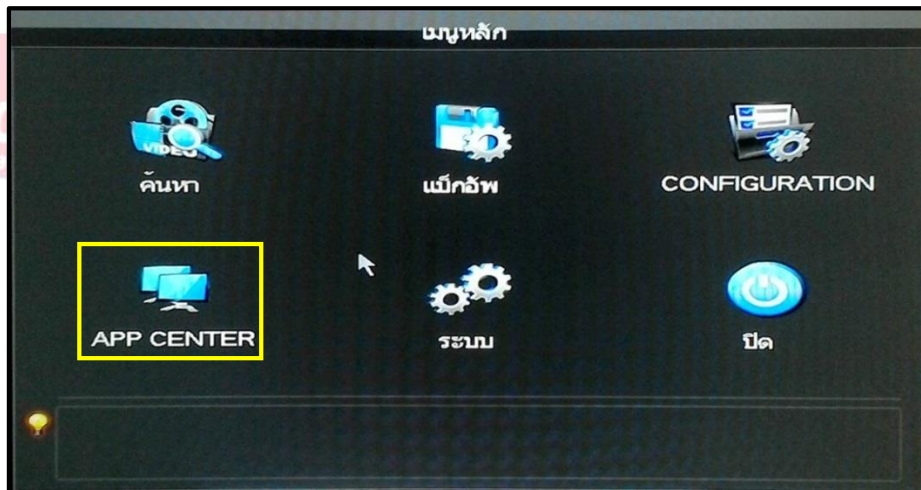 เมนูหลัก
VIDEO
ค้นหา
แบ็กอัพ
CONFIGURATION
APP CENTER
ระบบ
ปิด